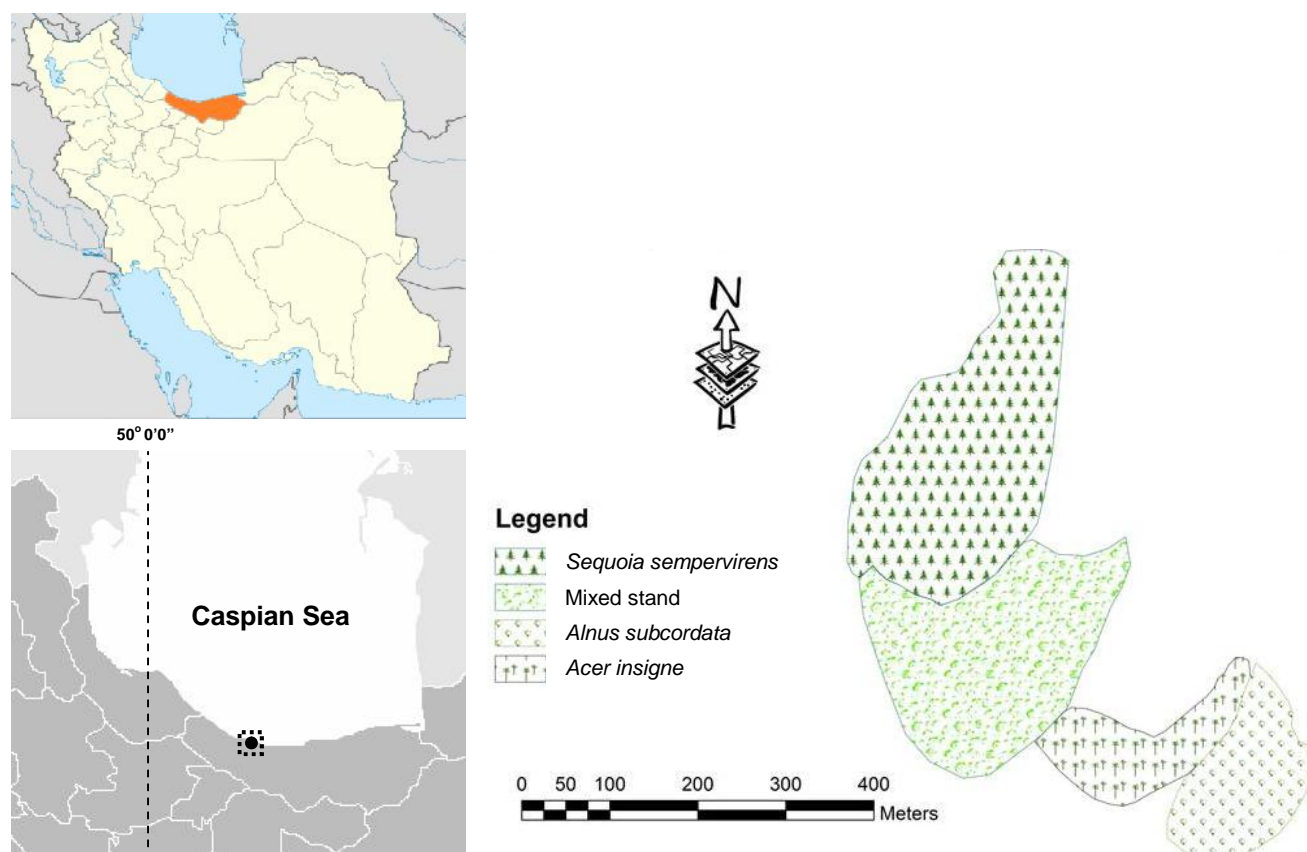 50° 0’0”
Caspian Sea
N
Legend
Sequoia sempervirens
Mixed stand
Alnus subcordata
Acer insigne
0 50 100 200 300 400
Meters